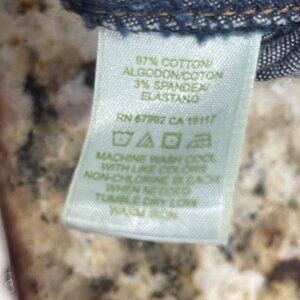 97% COTTON/
ALGODON/COTON
3% SPANDEX/
ELASTANO
RN 67992 CA 19117
MACHINE WASH COOL
WITH LIKE COLORS
NON-CHLORINE BLEACH
WHEN NEEDED
TUMBLE DRY LOW
WARM IRON